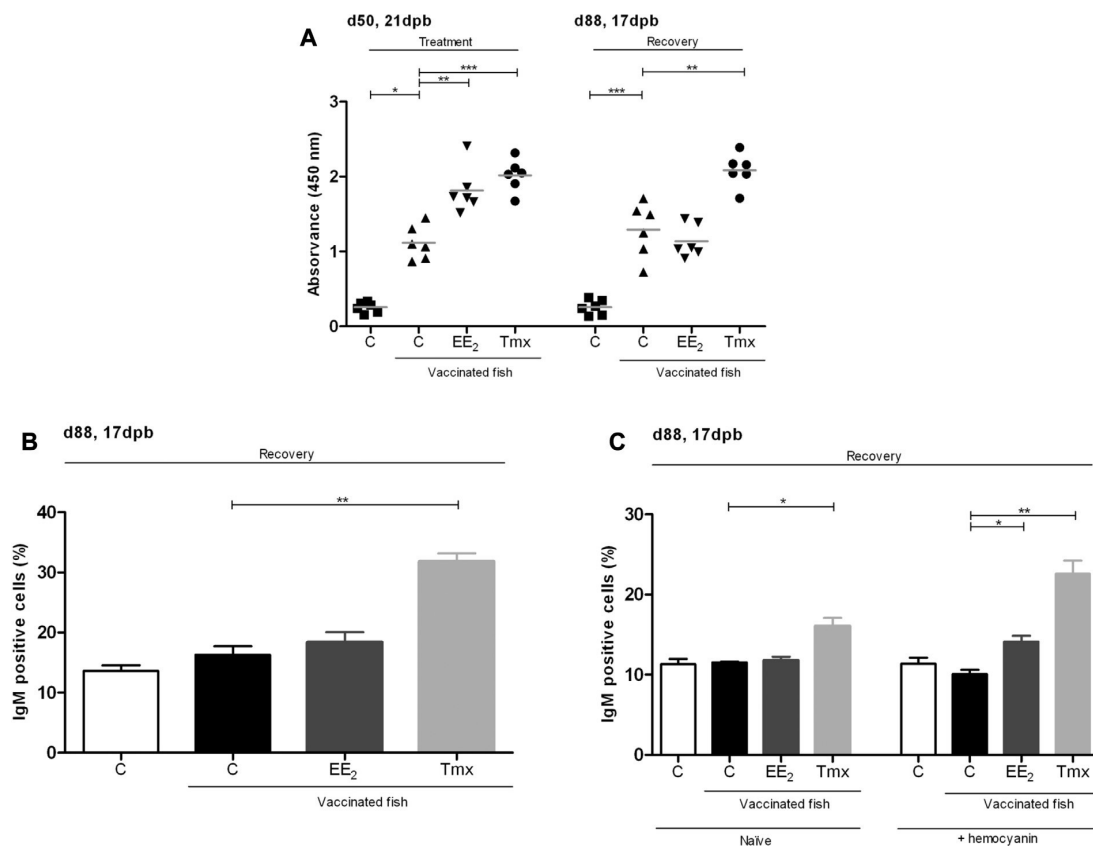 A
d50, 21dpb
d88, 17dpb
Treatment
Recovery
***
**
**
*
***
Absorvance (450 nm)
3
2
1
0
C
C
EE₂
Tmx
C
C
EE₂
Tmx
Vaccinated fish
Vaccinated fish
B
d88, 17dpb
Recovery
**
IgM positive cells (%)
40
30
20
10
0
C
C
EE₂
Tmx
Vaccinated fish
C
d88, 17dpb
Recovery
*
**
*
IgM positive cells (%)
30
20
10
0
C
C
EE₂
Tmx
C
C
EE₂
Tmx
Vaccinated fish
Vaccinated fish
Naïve
+ hemocyanin